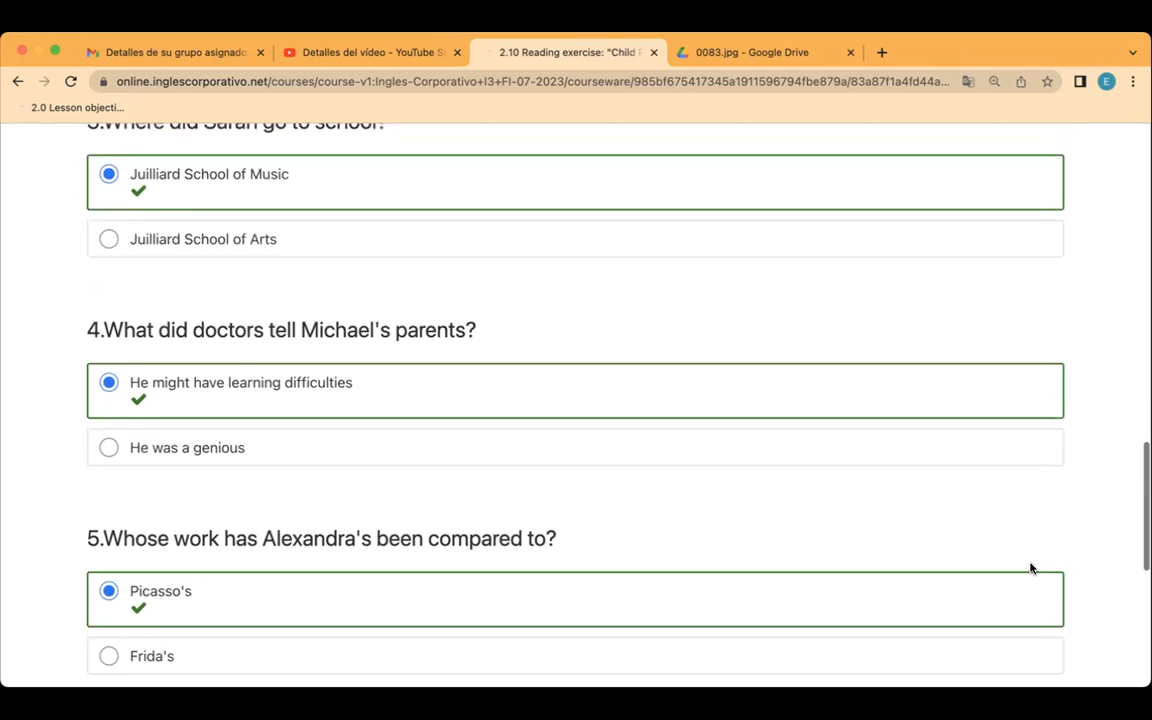 Detalles de su grupo asignado
Detalles del vídeo - YouTube S
2.10 Reading exercise: "Child P
0083.jpg - Google Drive
online.inglescorporativo.net/courses/course-v1:Ingles-Corporativo+I3+FI-07-2023/courseware/985bf675417345a1911596794fbe879a/83a87f1a4fd44a...
E
2.0 Lesson objecti...
3.Where did Sarah go to school?
Juilliard School of Music
Juilliard School of Arts
4.What did doctors tell Michael's parents?
He might have learning difficulties
He was a genious
5.Whose work has Alexandra's been compared to?
Picasso's
Frida's